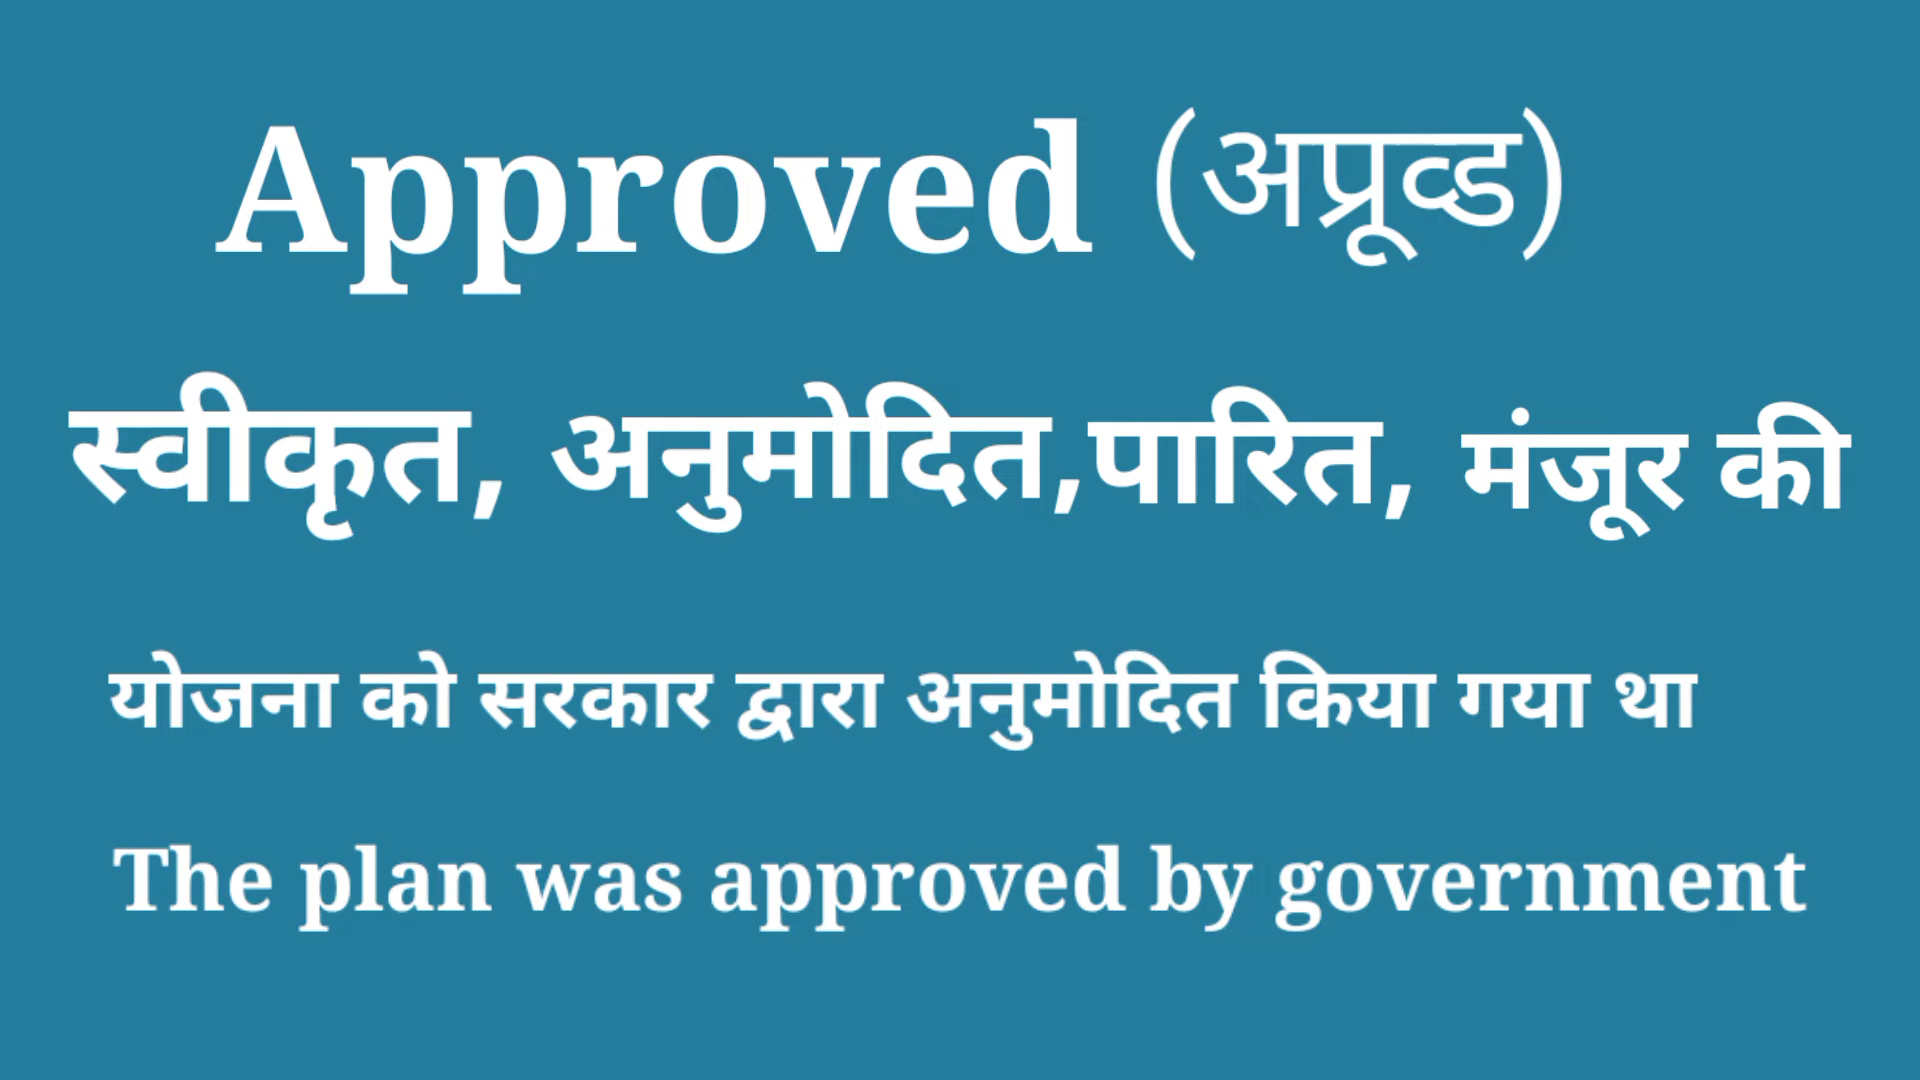 Approved (अप्रूव्ड)
स्वीकृत, अनुमोदित,पारित, मंजूर की
योजना को सरकार द्वारा अनुमोदित किया गया था
The plan was approved by government